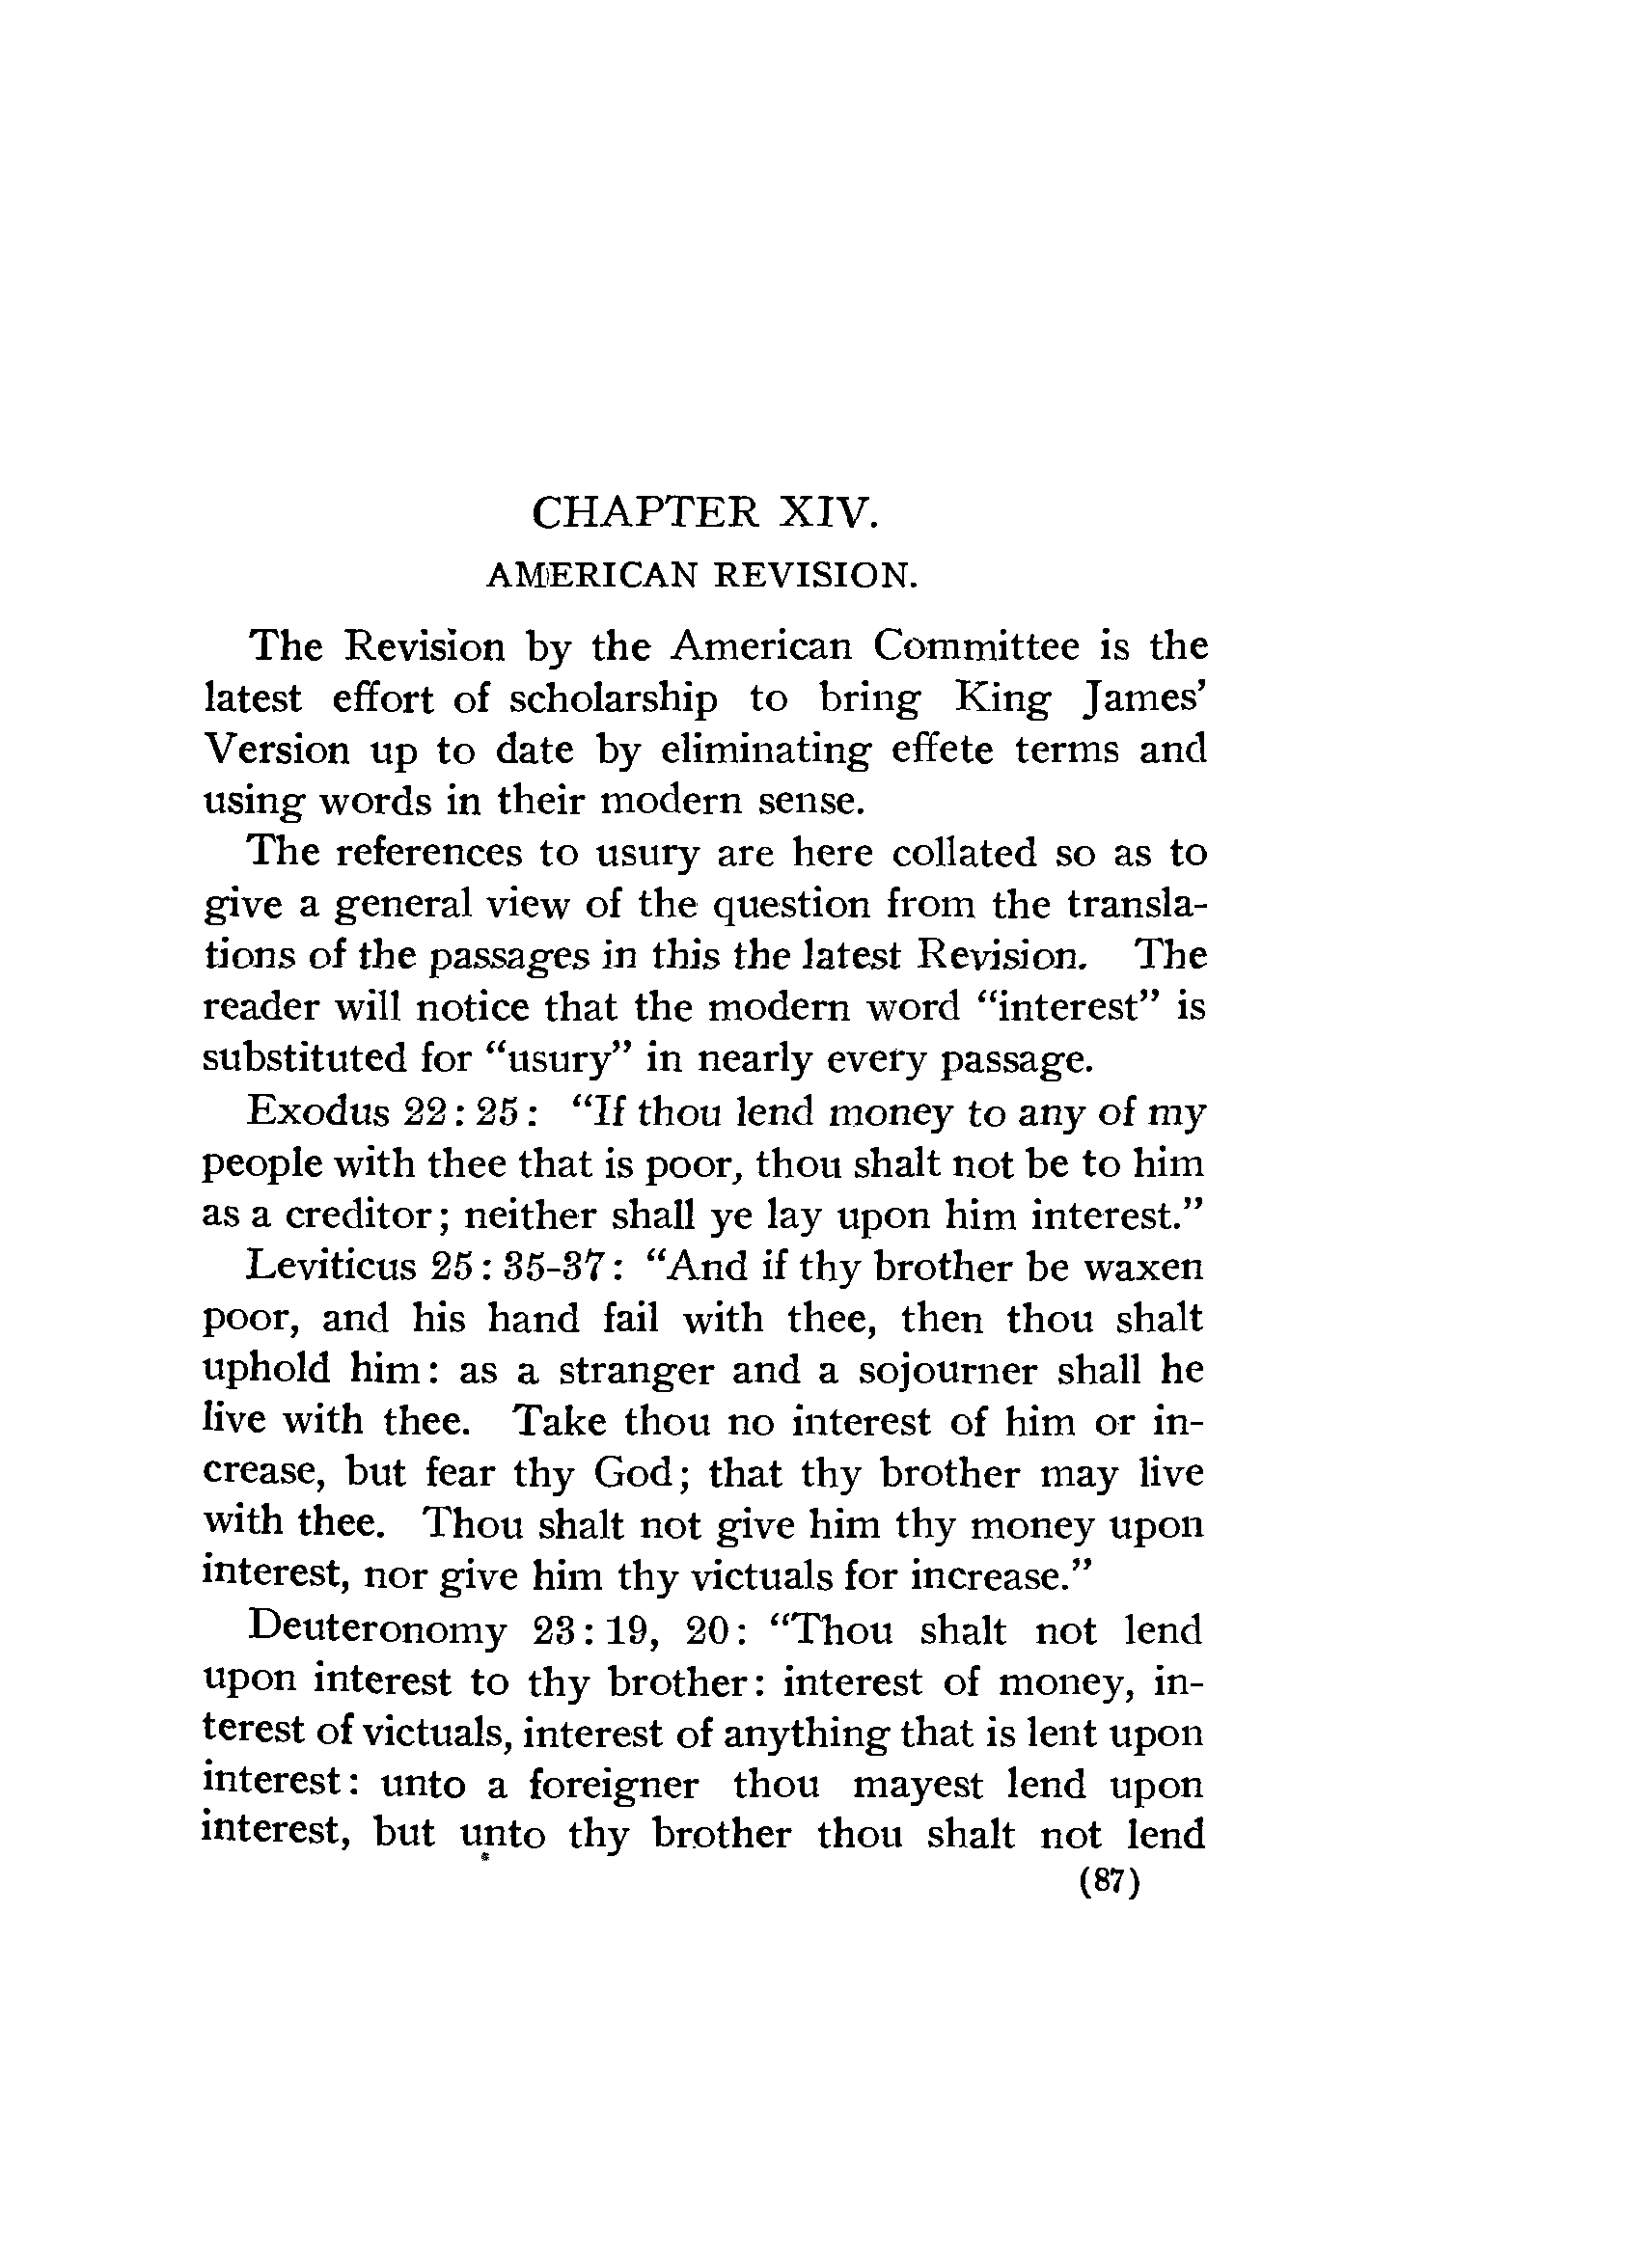 CHAPTER XIV.
AMERICAN REVISION.
The Revision by the American Committee is the
latest effort of scholarship to bring King James'
Version up to date by eliminating effete terms and
using words in their modern sense.
The references to usury are here collated so as to
give a general view of the question from the transla-
tions of the passages in this the latest Revision. The
reader will notice that the modern word "interest" is
substituted for "usury" in nearly every passage.
Exodus 22: 25: "If thou lend money to any of my
people with thee that is poor, thou shalt not be to him
as a creditor; neither shall ye lay upon him interest."
Leviticus 25: 35-37: "And if thy brother be waxen
poor, and his hand fail with thee, then thou shalt
uphold him: as a stranger and a sojourner shall he
live with thee. Take thou no interest of him or in-
crease, but fear thy God; that thy brother may live
with thee. Thou shalt not give him thy money upon
interest, nor give him thy victuals for increase."
Deuteronomy 23: 19, 20: "Thou shalt not lend
upon interest to thy brother: interest of money, in-
terest of victuals, interest of anything that is lent upon
interest: unto a foreigner thou mayest lend upon
interest, but unto thy brother thou shalt not lend
(87)